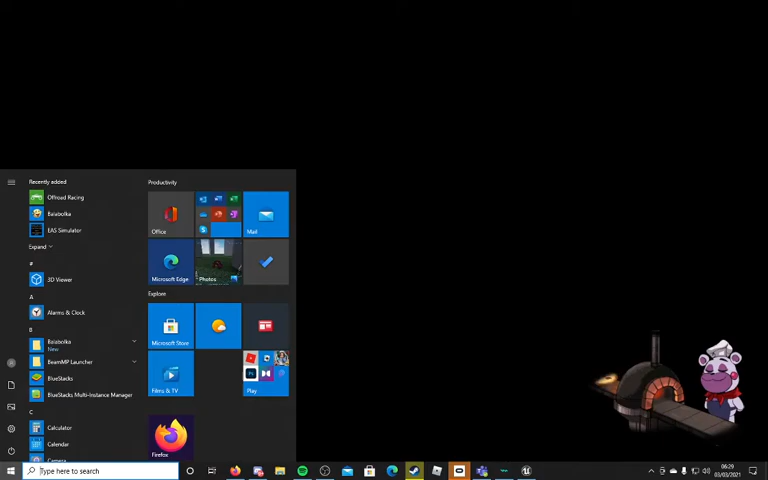 Recently added
Productivity
Offroad Racing
Balabolka
EAS Simulator
Expand
Office
Mail
#
3D Viewer
Microsoft Edge
Photos
A
Explore
Alarms & Clock
B
Balabolka
New
Microsoft Store
BeamMP Launcher
BlueStacks
BlueStacks Multi-Instance Manager
Films & TV
Play
C
Calculator
Calendar
Camera
Firefox
Type here to search
06:29
03/03/2021